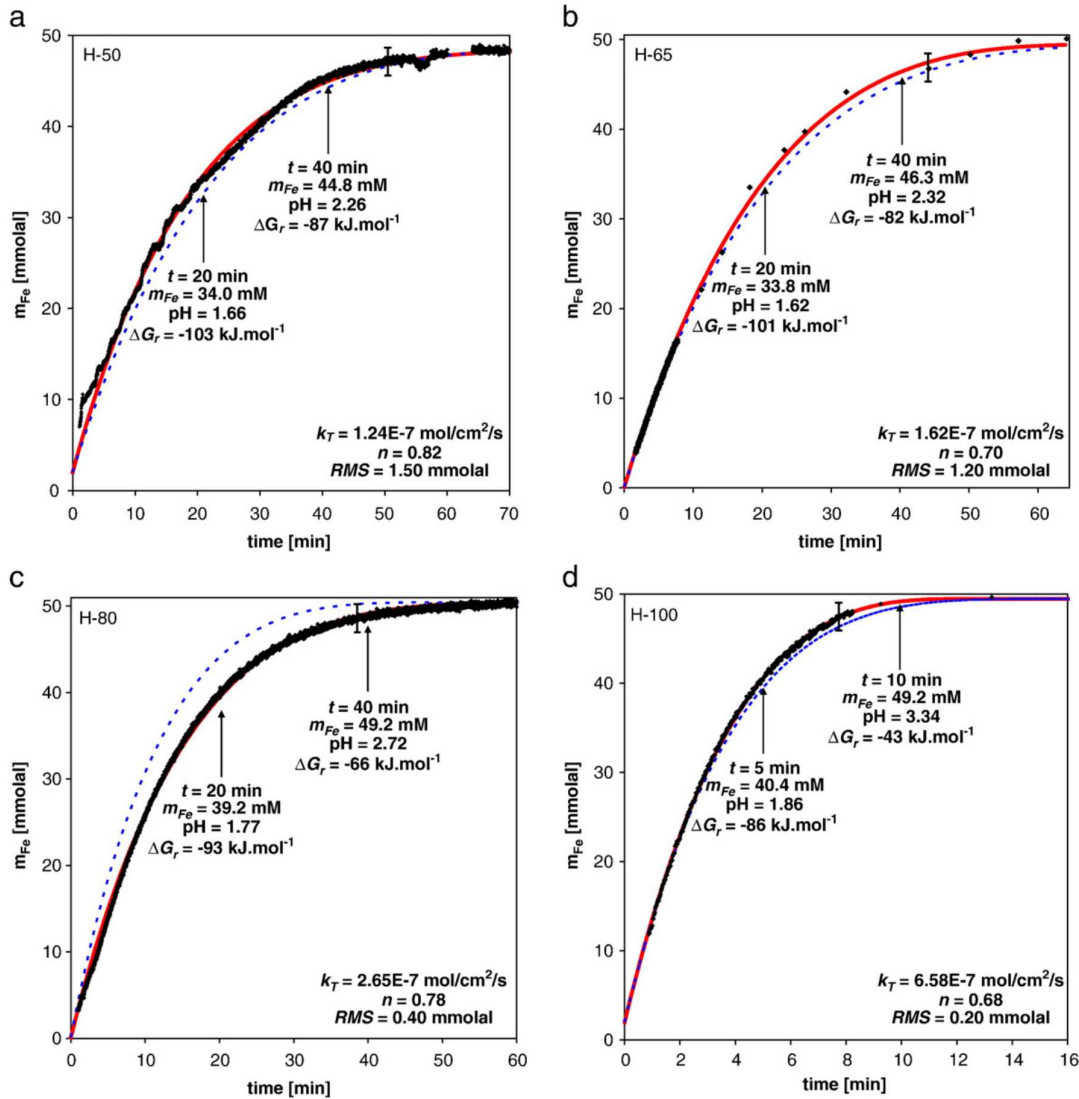 a
H-50
m_Fe [mmolal]
50
40
30
20
10
0
t = 40 min
m_Fe = 44.8 mM
pH = 2.26
ΔG_r = -87 kJ.mol⁻¹
t = 20 min
m_Fe = 34.0 mM
pH = 1.66
ΔG_r = -103 kJ.mol⁻¹
k_T = 1.24E-7 mol/cm²/s
n = 0.82
RMS = 1.50 mmolal
0 10 20 30 40 50 60 70
time [min]
b
H-65
m_Fe [mmolal]
50
40
30
20
10
0
t = 40 min
m_Fe = 46.3 mM
pH = 2.32
ΔG_r = -82 kJ.mol⁻¹
t = 20 min
m_Fe = 33.8 mM
pH = 1.62
ΔG_r = -101 kJ.mol⁻¹
k_T = 1.62E-7 mol/cm²/s
n = 0.70
RMS = 1.20 mmolal
0 10 20 30 40 50 60
time [min]
c
H-80
m_Fe [mmolal]
50
40
30
20
10
0
t = 40 min
m_Fe = 49.2 mM
pH = 2.72
ΔG_r = -66 kJ.mol⁻¹
t = 20 min
m_Fe = 39.2 mM
pH = 1.77
ΔG_r = -93 kJ.mol⁻¹
k_T = 2.65E-7 mol/cm²/s
n = 0.78
RMS = 0.40 mmolal
0 10 20 30 40 50 60
time [min]
d
H-100
m_Fe [mmolal]
50
40
30
20
10
0
t = 10 min
m_Fe = 49.2 mM
pH = 3.34
ΔG_r = -43 kJ.mol⁻¹
t = 5 min
m_Fe = 40.4 mM
pH = 1.86
ΔG_r = -86 kJ.mol⁻¹
k_T = 6.58E-7 mol/cm²/s
n = 0.68
RMS = 0.20 mmolal
0 2 4 6 8 10 12 14 16
time [min]